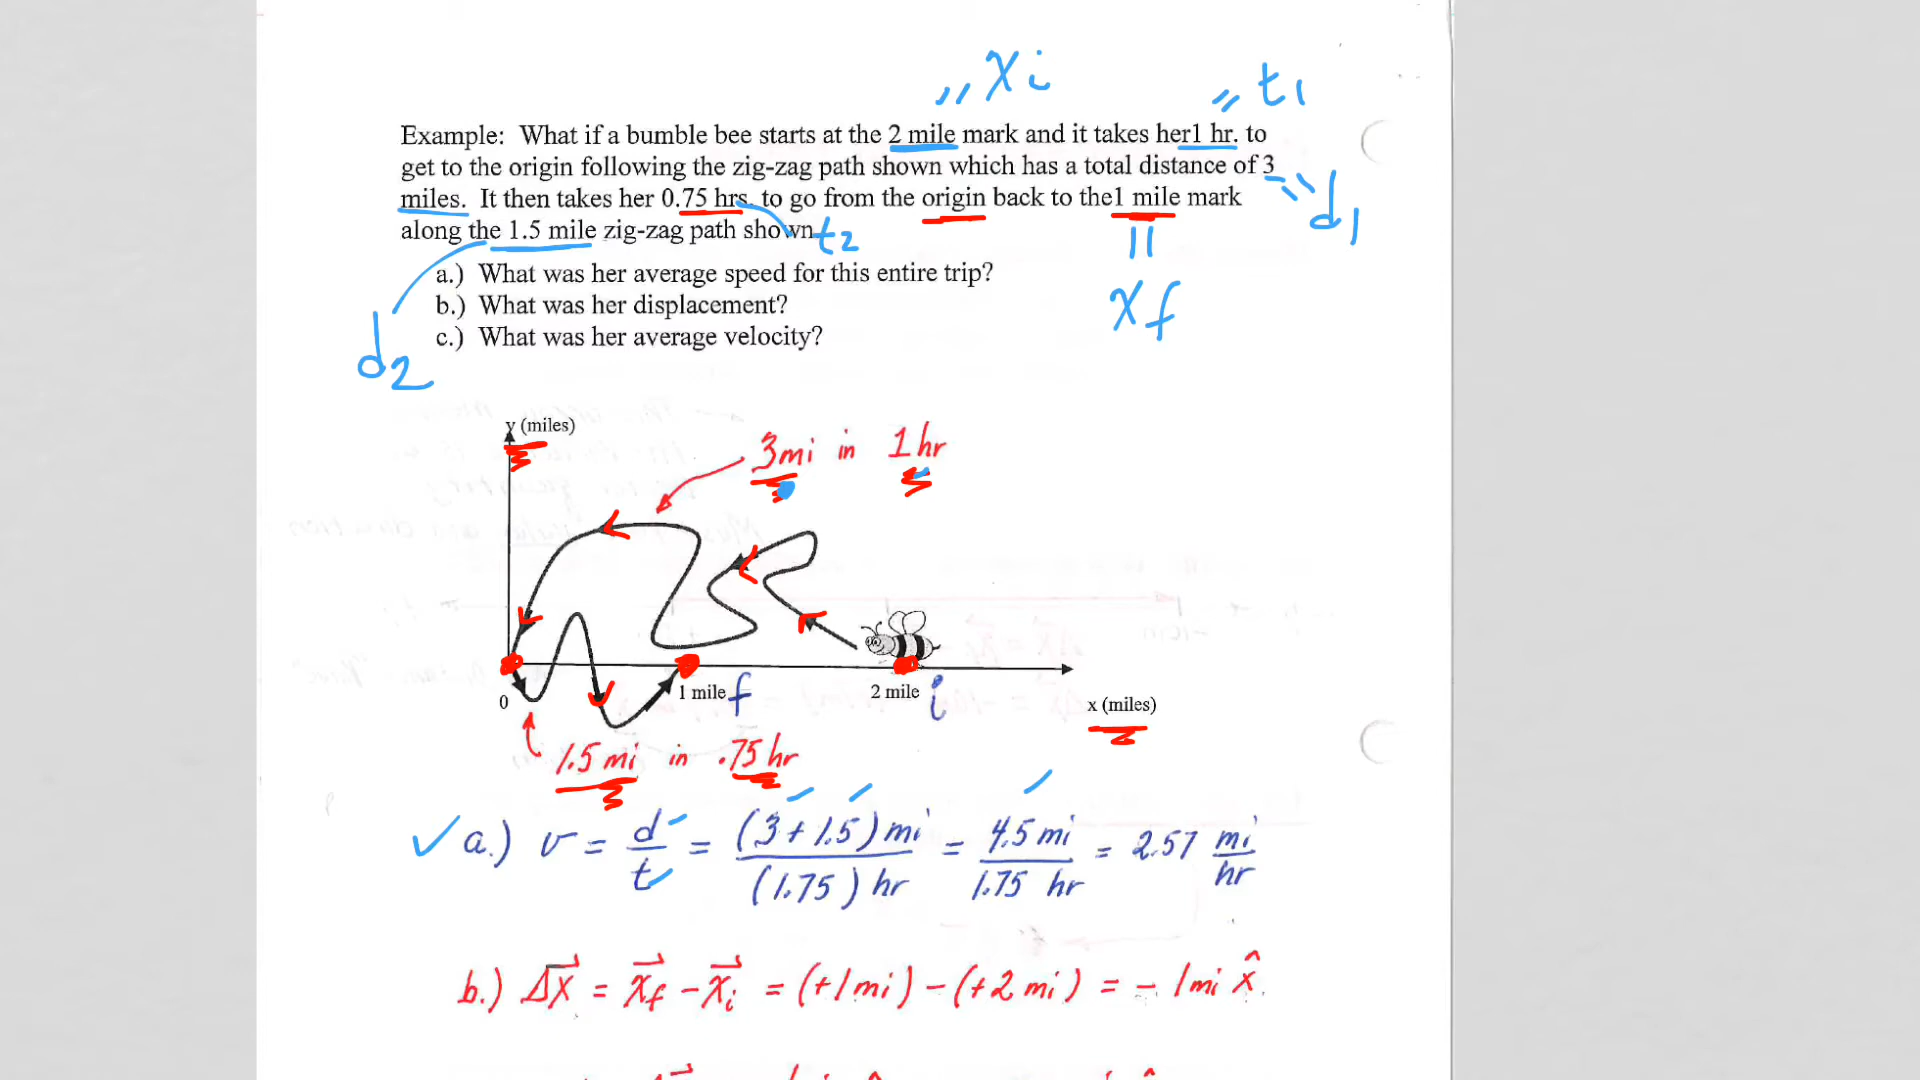 " Xi
= t1
Example: What if a bumble bee starts at the 2 mile mark and it takes her1 hr. to
get to the origin following the zig-zag path shown which has a total distance of 3
miles. It then takes her 0.75 hrs. to go from the origin back to the1 mile mark
= d1
along the 1.5 mile zig-zag path shown
t2
a.) What was her average speed for this entire trip?
b.) What was her displacement?
c.) What was her average velocity?
Xf
d2
y (miles)
3mi in 1 hr
0
1 mile f
2 mile i
x (miles)
1.5 mi in .75 hr
✓ a.) v = d/t = (3 + 1.5) mi / (1.75) hr = 4.5 mi / 1.75 hr = 2.57 mi/hr
b.) Δx⃗ = x⃗f - x⃗i = (+1mi) - (+2 mi) = - 1mi x̂.